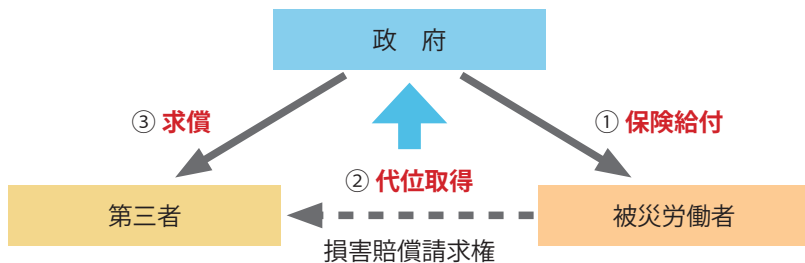 政　府
③ 求償
① 保険給付
② 代位取得
第三者
被災労働者
損害賠償請求権